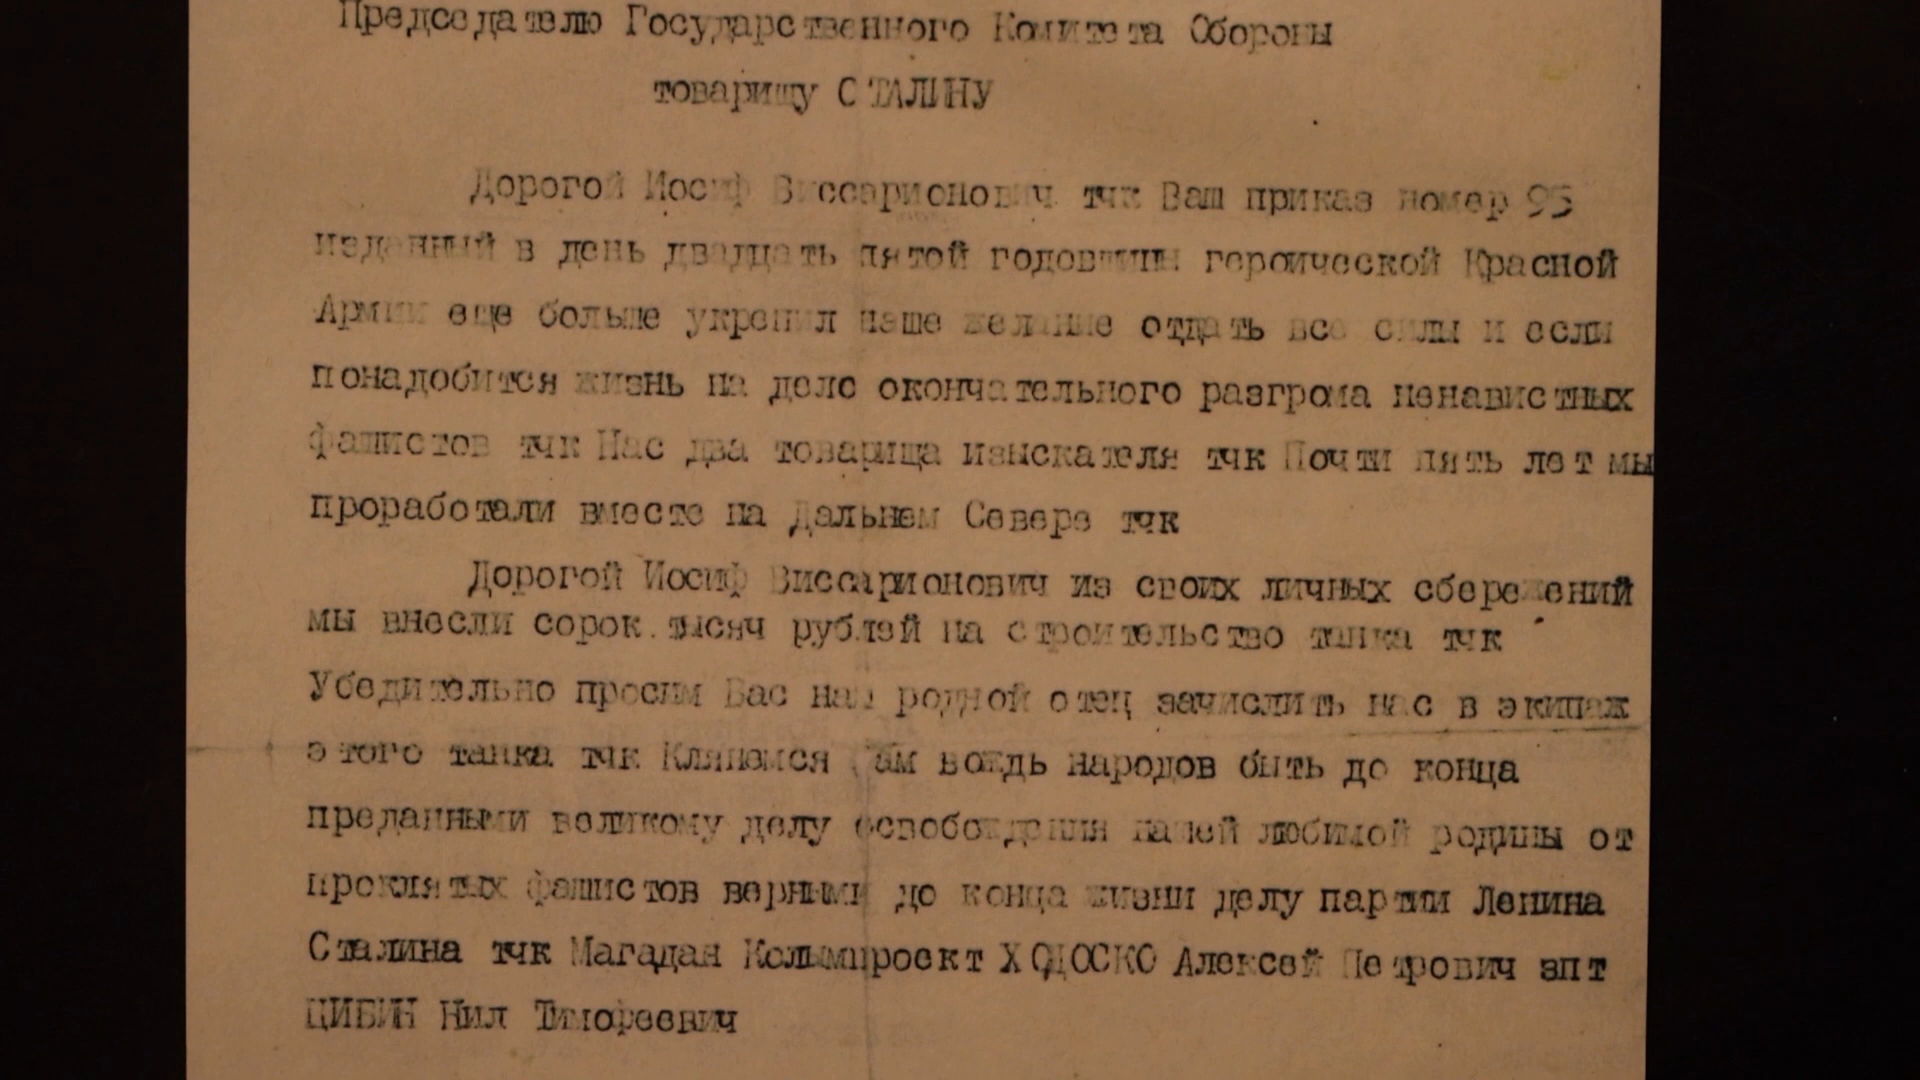 Председателю Государственного Комитета Обороны
товарищу СТАЛИНУ
Дорогой Иосиф Виссарионович тчк Ваш приказ номер 95
изданный в день двадцать пятой годовщины героической Красной
Армии еще больше укрепил наше желание отдать все силы и если
понадобится жизнь на дело окончательного разгрома ненавистных
фашистов тчк Нас два товарища изыскателя тчк Почти пять лет мы
проработали вместе на Дальнем Севере тчк
Дорогой Иосиф Виссарионович из своих личных сбережений
мы внесли сорок тысяч рублей на строительство танка тчк
Убедительно просим Вас наш родной отец зачислить нас в экипаж
этого танка тчк Клянемся Вам вождь народов быть до конца
преданными великому делу освобождения нашей любимой родины от
проклятых фашистов верными до конца жизни делу партии Ленина
Сталина тчк Магадан Колымпроект ХОДОСКО Алексей Петрович зпт
ЦИБИН Нил Тимофеевич